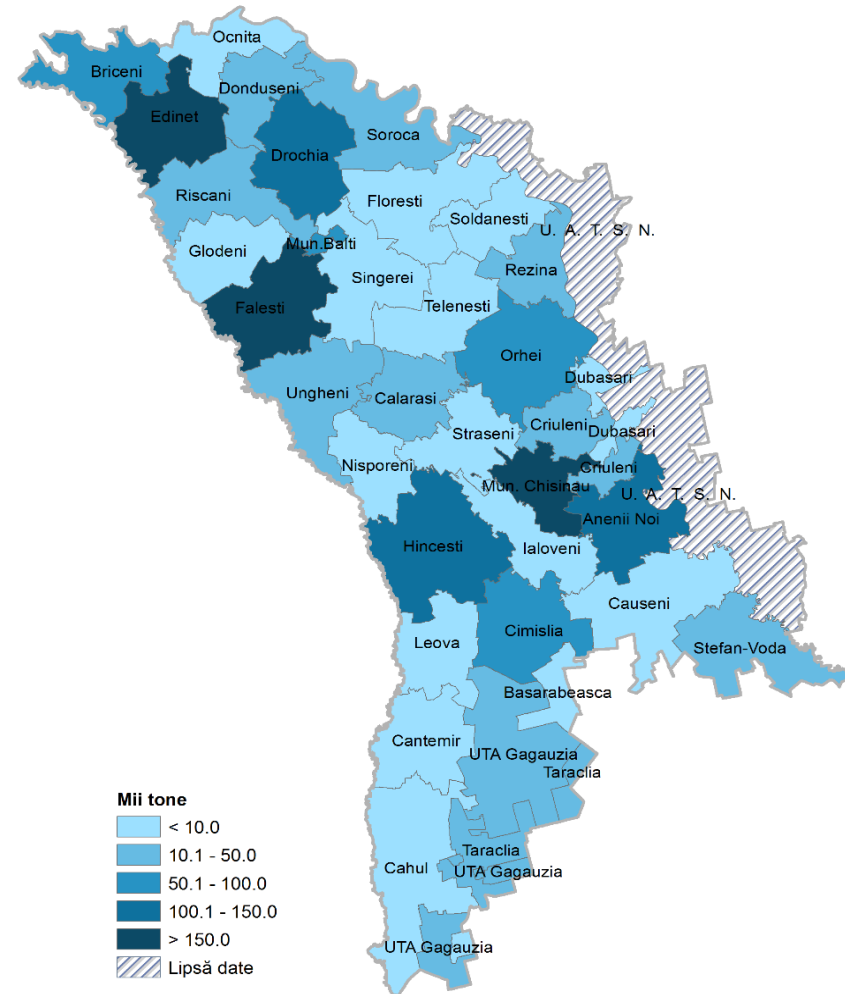 Ocnita
Briceni
Donduseni
Edinet
Soroca
Drochia
Riscani
Floresti
Soldanesti
U. A. T. S. N.
Mun.Balti
Glodeni
Rezina
Singerei
Telenesti
Falesti
Orhei
Dubasari
Ungheni
Calarasi
Criuleni
Dubasari
Straseni
Nisporeni
Criuleni
Mun. Chisinau
U. A. T. S. N.
Anenii Noi
Hincesti
Ialoveni
Causeni
Cimislia
Leova
Stefan-Voda
Basarabeasca
Cantemir
UTA Gagauzia
Taraclia
Taraclia
Cahul
UTA Gagauzia
UTA Gagauzia
Mii tone
< 10.0
10.1 - 50.0
50.1 - 100.0
100.1 - 150.0
> 150.0
Lipsă date